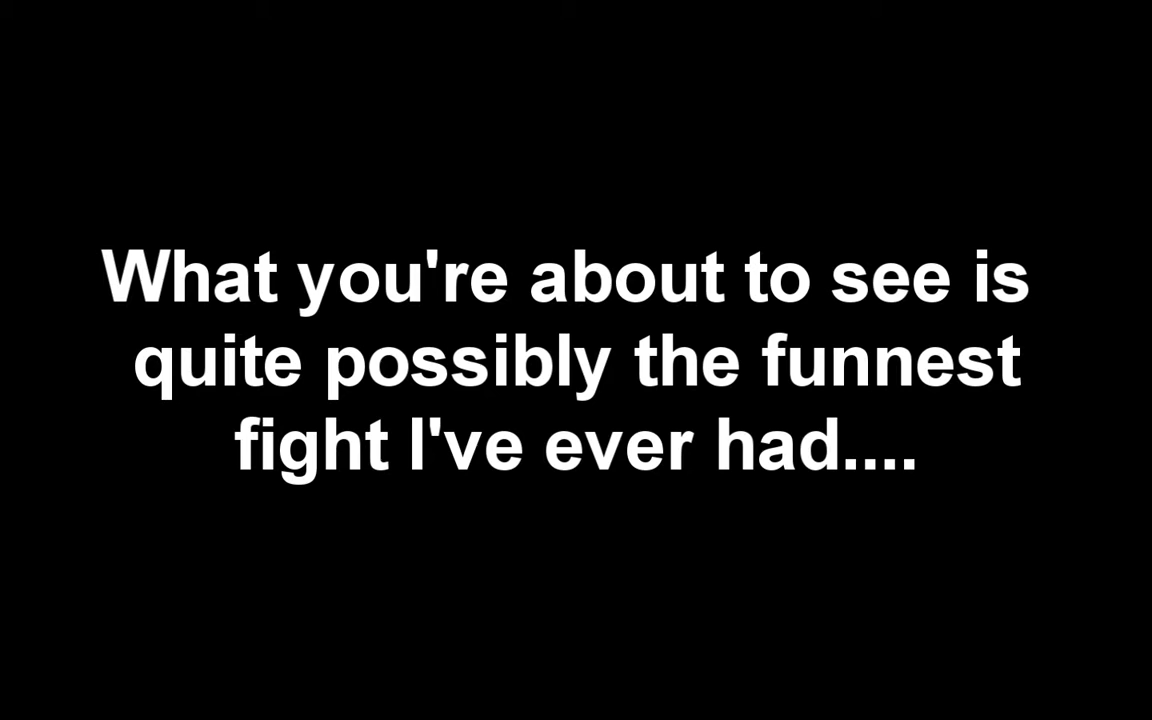 What you're about to see is
quite possibly the funnest
fight I've ever had....